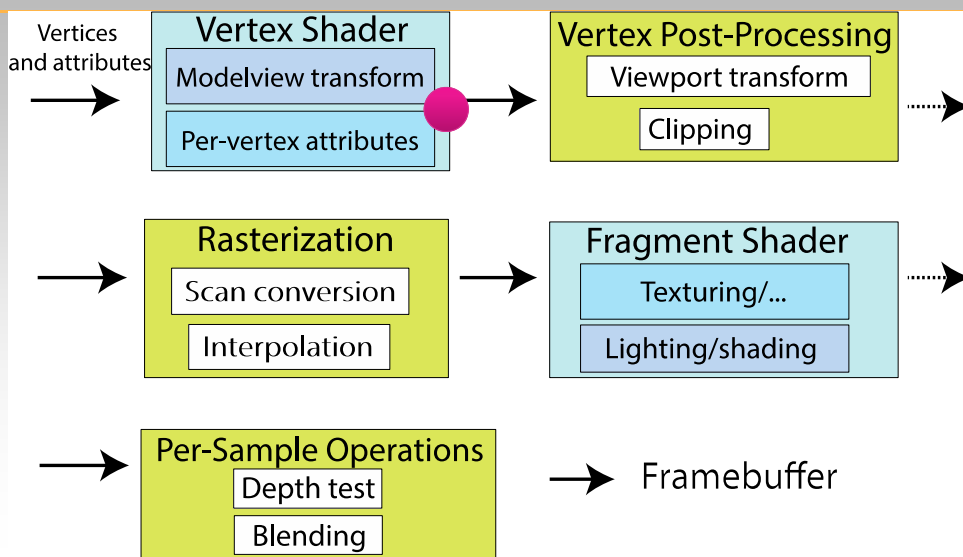 Vertices
and attributes
Vertex Shader
Modelview transform
Per-vertex attributes
Vertex Post-Processing
Viewport transform
Clipping
Rasterization
Scan conversion
Interpolation
Fragment Shader
Texturing/...
Lighting/shading
Per-Sample Operations
Depth test
Blending
Framebuffer